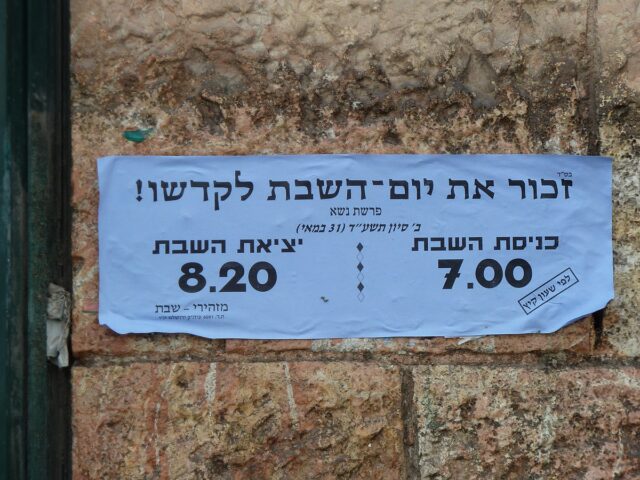 בס"ד
זכור את יום-השבת לקדשו!
פרשת נשא
ב' סיון תשע"ד (31 במאי)
כניסת השבת יציאת השבת
7.00 8.20
לפי שעון קיץ
מזהירי - שבת